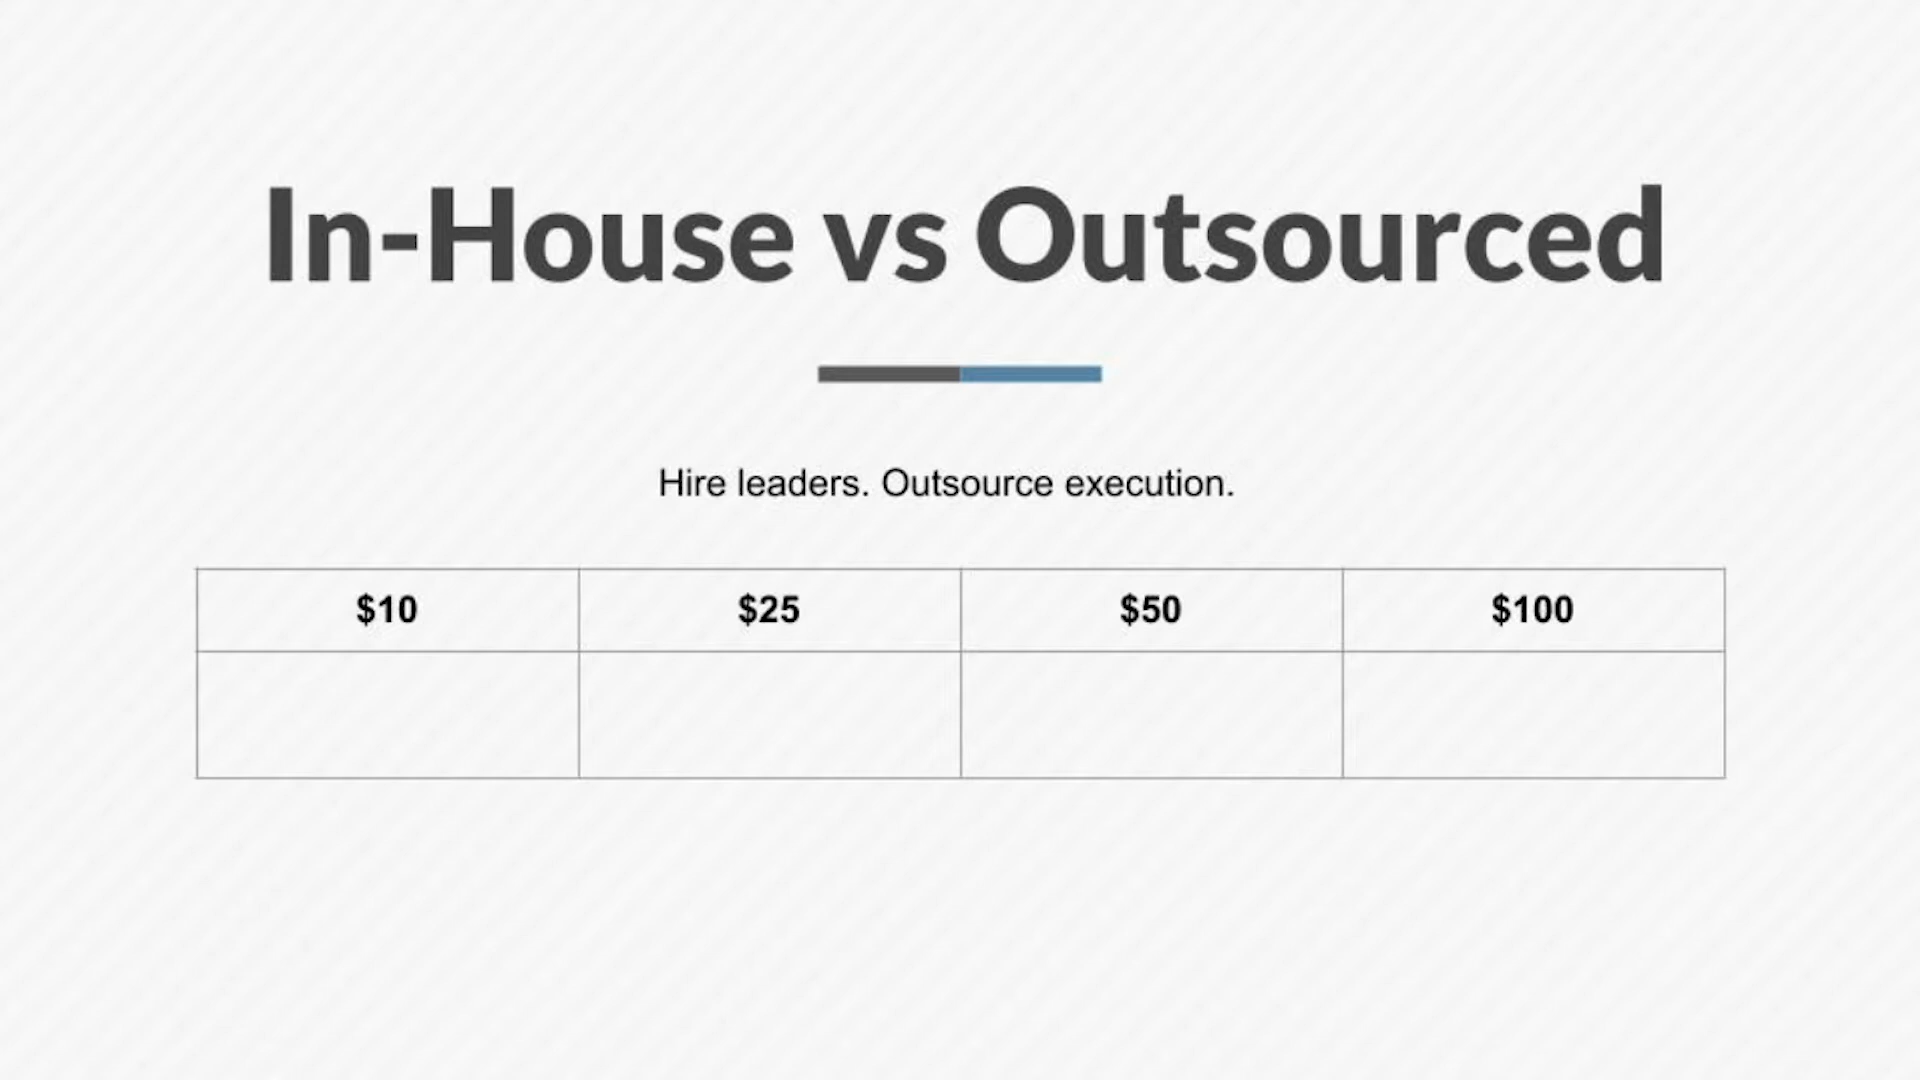 In-House vs Outsourced
Hire leaders. Outsource execution.
$10 $25 $50 $100